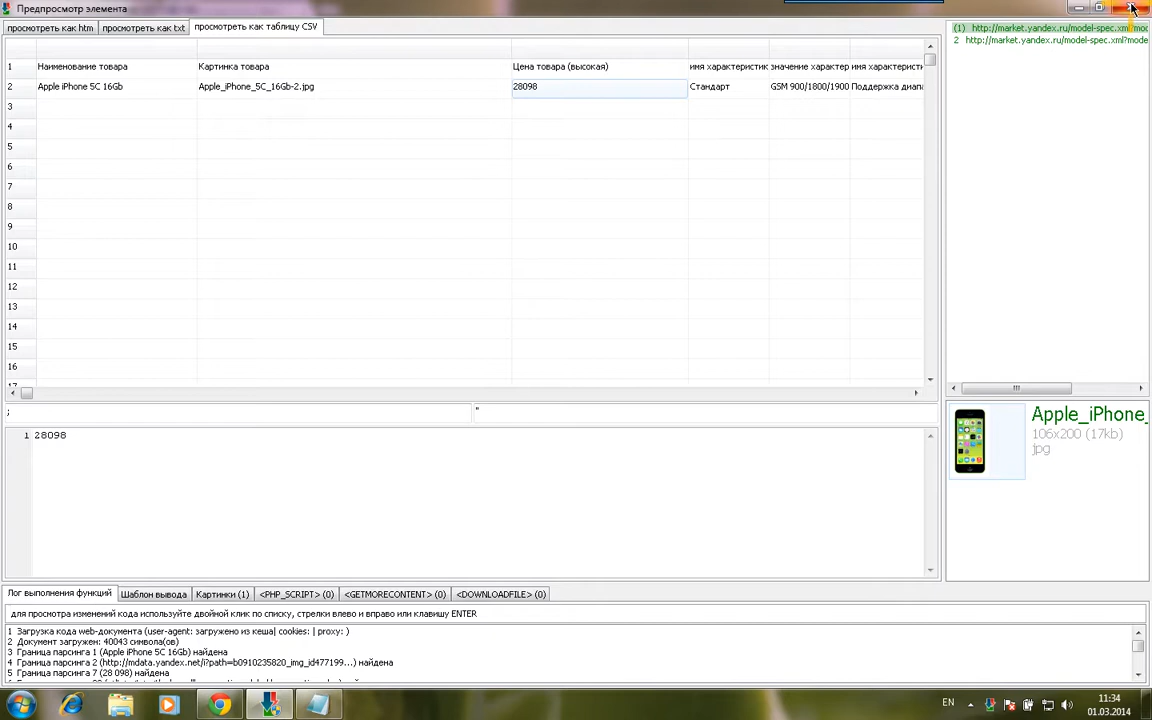 Предпросмотр элемента
просмотреть как htm просмотреть как txt просмотреть как таблицу CSV
(1) http://market.yandex.ru/model-spec.xml?mod
2 http://market.yandex.ru/model-spec.xml?mode
1 Наименование товара Картинка товара Цена товара (высокая) имя характеристик значение характер имя характеристи
2 Apple iPhone 5C 16Gb Apple_iPhone_5C_16Gb-2.jpg 28098 Стандарт GSM 900/1800/1900 Поддержка диапа
3
4
5
6
7
8
9
10
11
12
13
14
15
16
17
; "
1 28098
Apple_iPhone_
106x200 (17kb)
jpg
Лог выполнения функций Шаблон вывода Картинки (1) <PHP_SCRIPT> (0) <GETMORECONTENT> (0) <DOWNLOADFILE> (0)
для просмотра изменений кода используйте двойной клик по списку, стрелки влево и вправо или клавишу ENTER
1 Загрузка кода web-документа (user-agent: загружено из кеша| cookies: | proxy: )
2 Документ загружен: 40043 символа(ов)
3 Граница парсинга 1 (Apple iPhone 5C 16Gb) найдена
4 Граница парсинга 2 (http://mdata.yandex.net/i?path=b0910235820_img_id477199...) найдена
5 Граница парсинга 7 (28 098) найдена
EN 11:34
01.03.2014